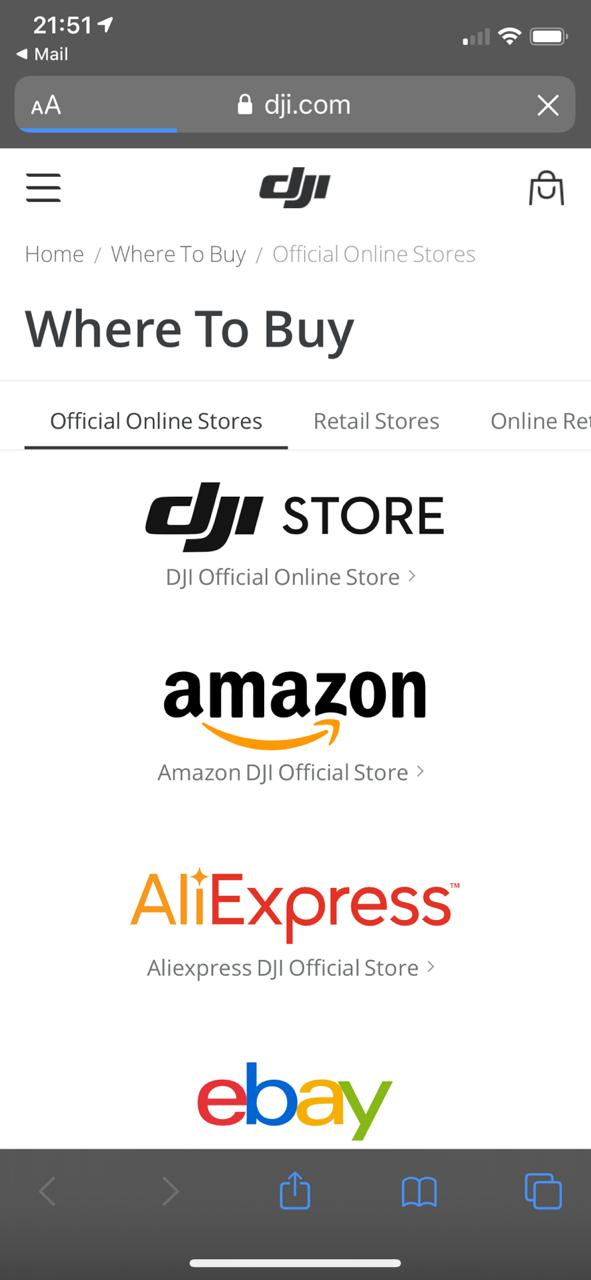 21:51
◀ Mail
AA dji.com
dji
Home / Where To Buy / Official Online Stores
Where To Buy
Official Online Stores Retail Stores Online Ret
dji STORE
DJI Official Online Store >
amazon
Amazon DJI Official Store >
AliExpress™
Aliexpress DJI Official Store >
ebay